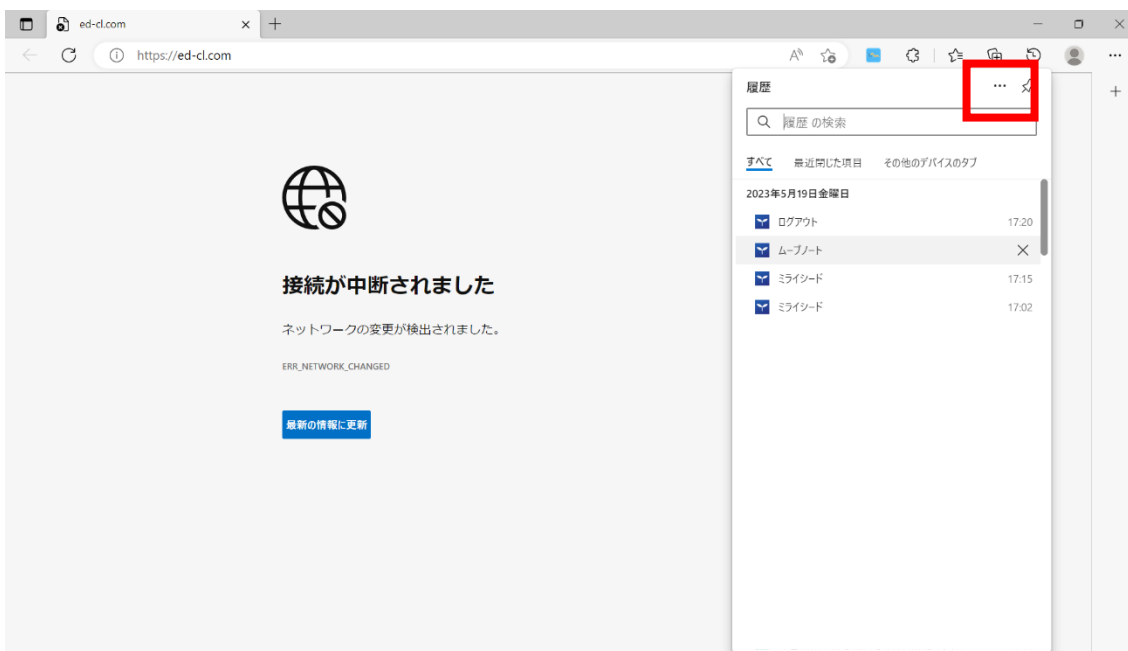 ed-cl.com
https://ed-cl.com
履歴
履歴 の検索
すべて 最近閉じた項目 その他のデバイスのタブ
2023年5月19日金曜日
ログアウト 17:20
ムーブノート
ミライシード 17:15
ミライシード 17:02
接続が中断されました
ネットワークの変更が検出されました。
ERR_NETWORK_CHANGED
最新の情報に更新